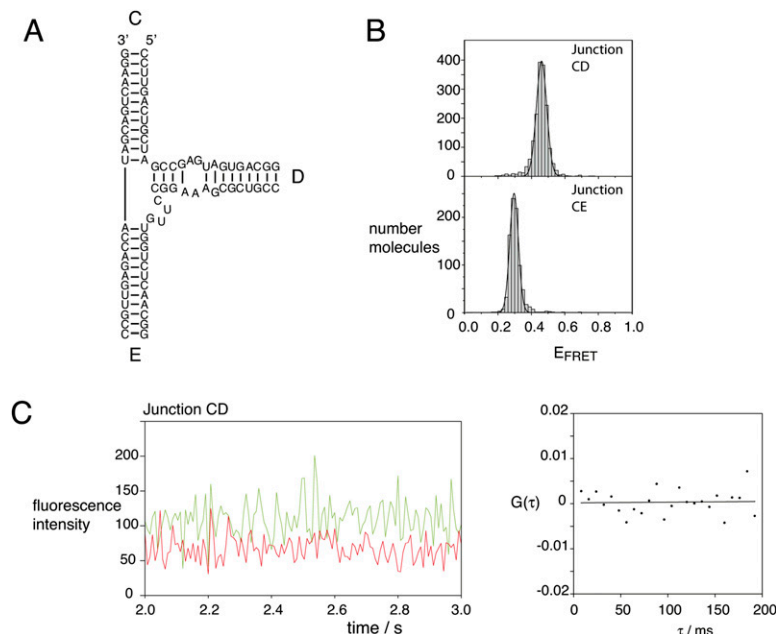 A
C
3' 5'
GCCGAGUAGUGACGG
D
E
B
Junction
CD
400
300
200
100
0
Junction
CE
number
molecules
200
100
0
0.0 0.2 0.4 0.6 0.8 1.0
E FRET
C
Junction CD
fluorescence
intensity
200
150
100
50
0
2.0 2.2 2.4 2.6 2.8 3.0
time / s
0.02
0.01
G(τ) 0
-0.01
-0.02
0 50 100 150 200
τ / ms